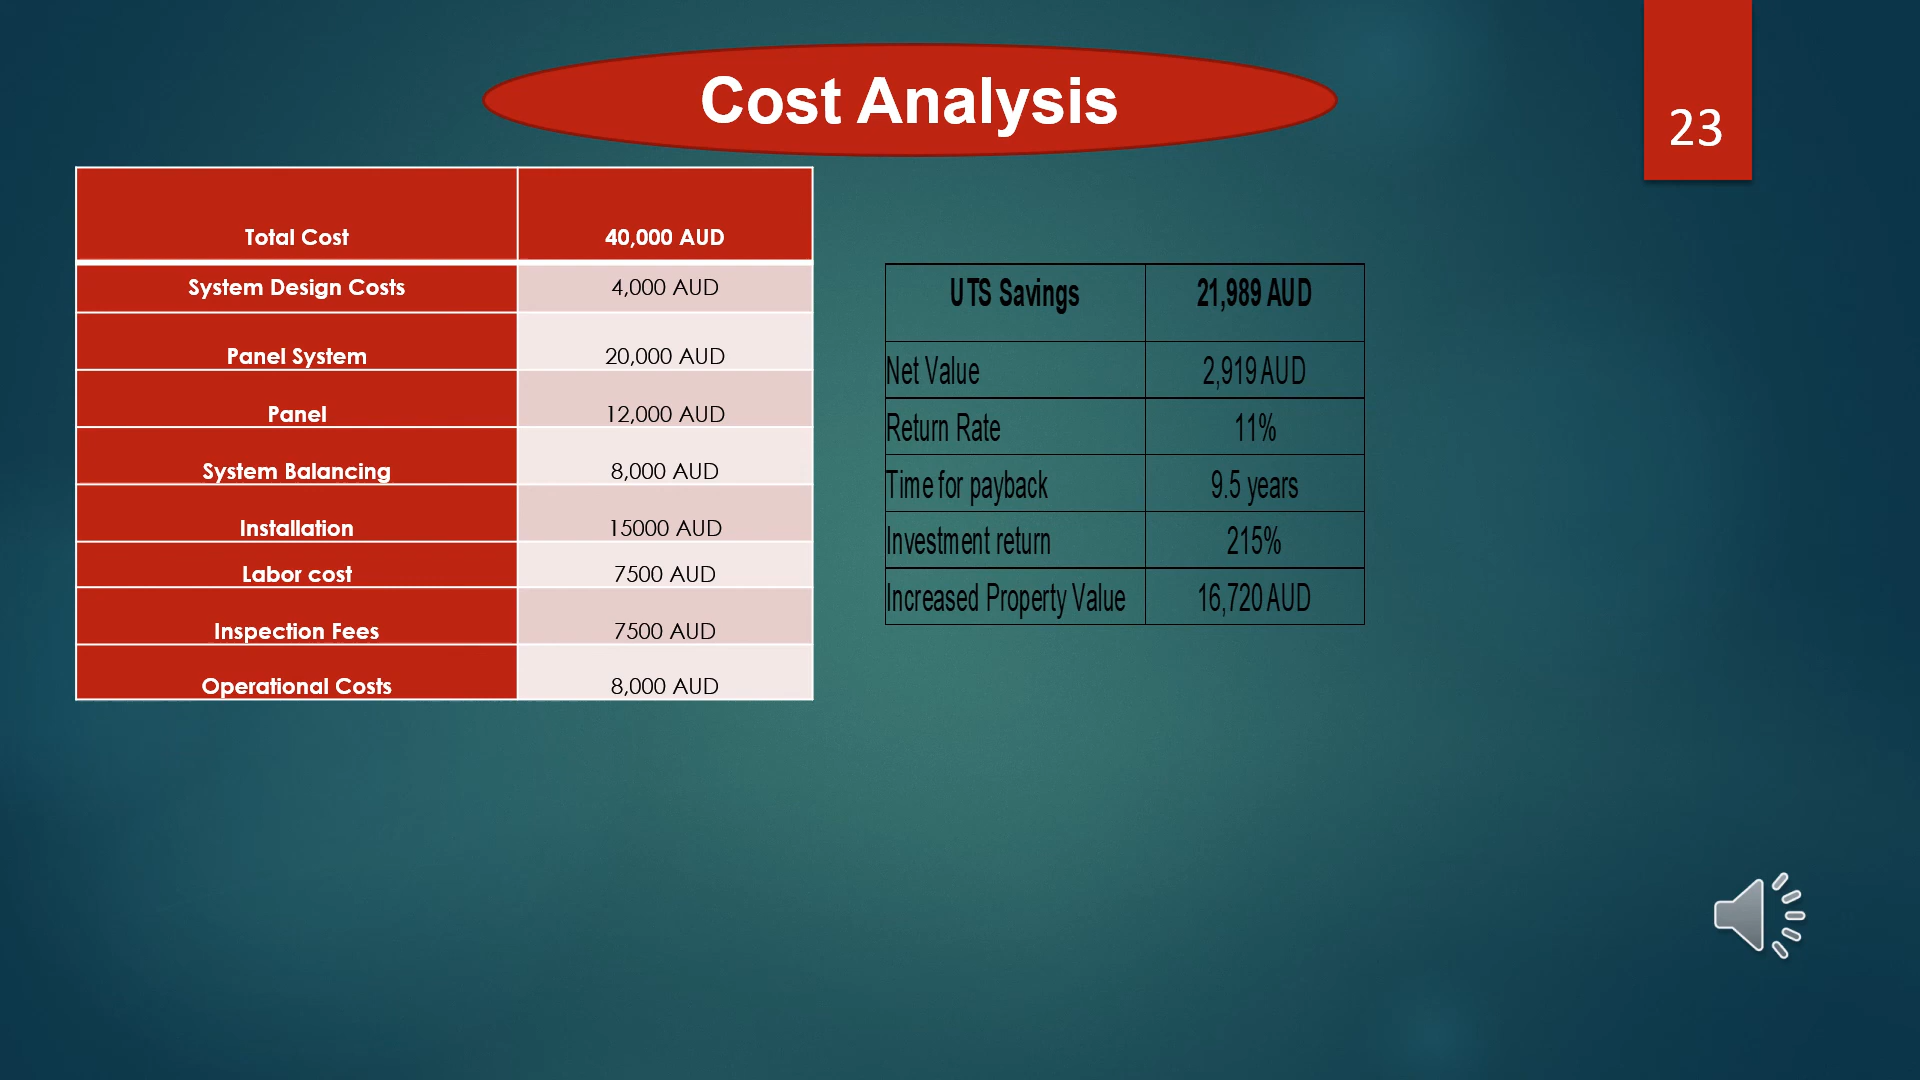 Cost Analysis
23
Total Cost 40,000 AUD
System Design Costs 4,000 AUD
Panel System 20,000 AUD
Panel 12,000 AUD
System Balancing 8,000 AUD
Installation 15000 AUD
Labor cost 7500 AUD
Inspection Fees 7500 AUD
Operational Costs 8,000 AUD
UTS Savings 21,989 AUD
Net Value 2,919 AUD
Return Rate 11%
Time for payback 9.5 years
Investment return 215%
Increased Property Value 16,720 AUD